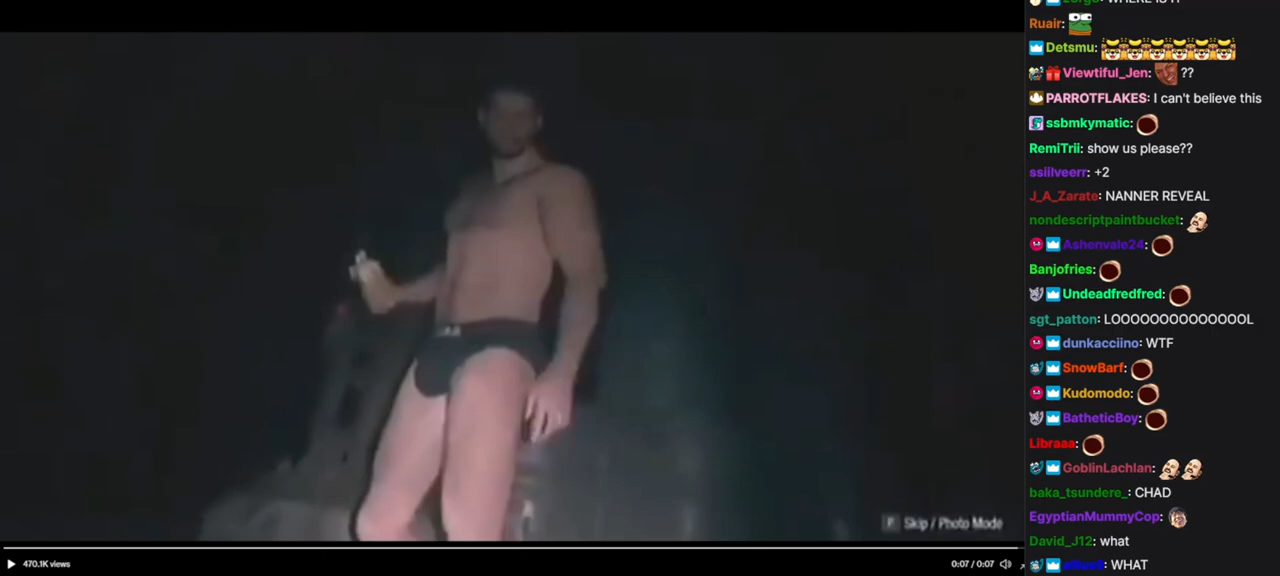 Skip / Photo Mode
470.1K views
0:07 / 0:07
Ruair:
Detsmu:
Viewtiful_Jen: ??
PARROTFLAKES: I can't believe this
ssbmkymatic:
RemiTrii: show us please??
ssiilveerr: +2
J_A_Zarate: NANNER REVEAL
nondescriptpaintbucket:
Ashenvale24:
Banjofries:
Undeadfredfred:
sgt_patton: LOOOOOOOOOOOOOOL
dunkacciino: WTF
SnowBarf:
Kudomodo:
BatheticBoy:
Libraaa:
GoblinLachlan:
baka_tsundere_: CHAD
EgyptianMummyCop:
David_J12: what
WHAT